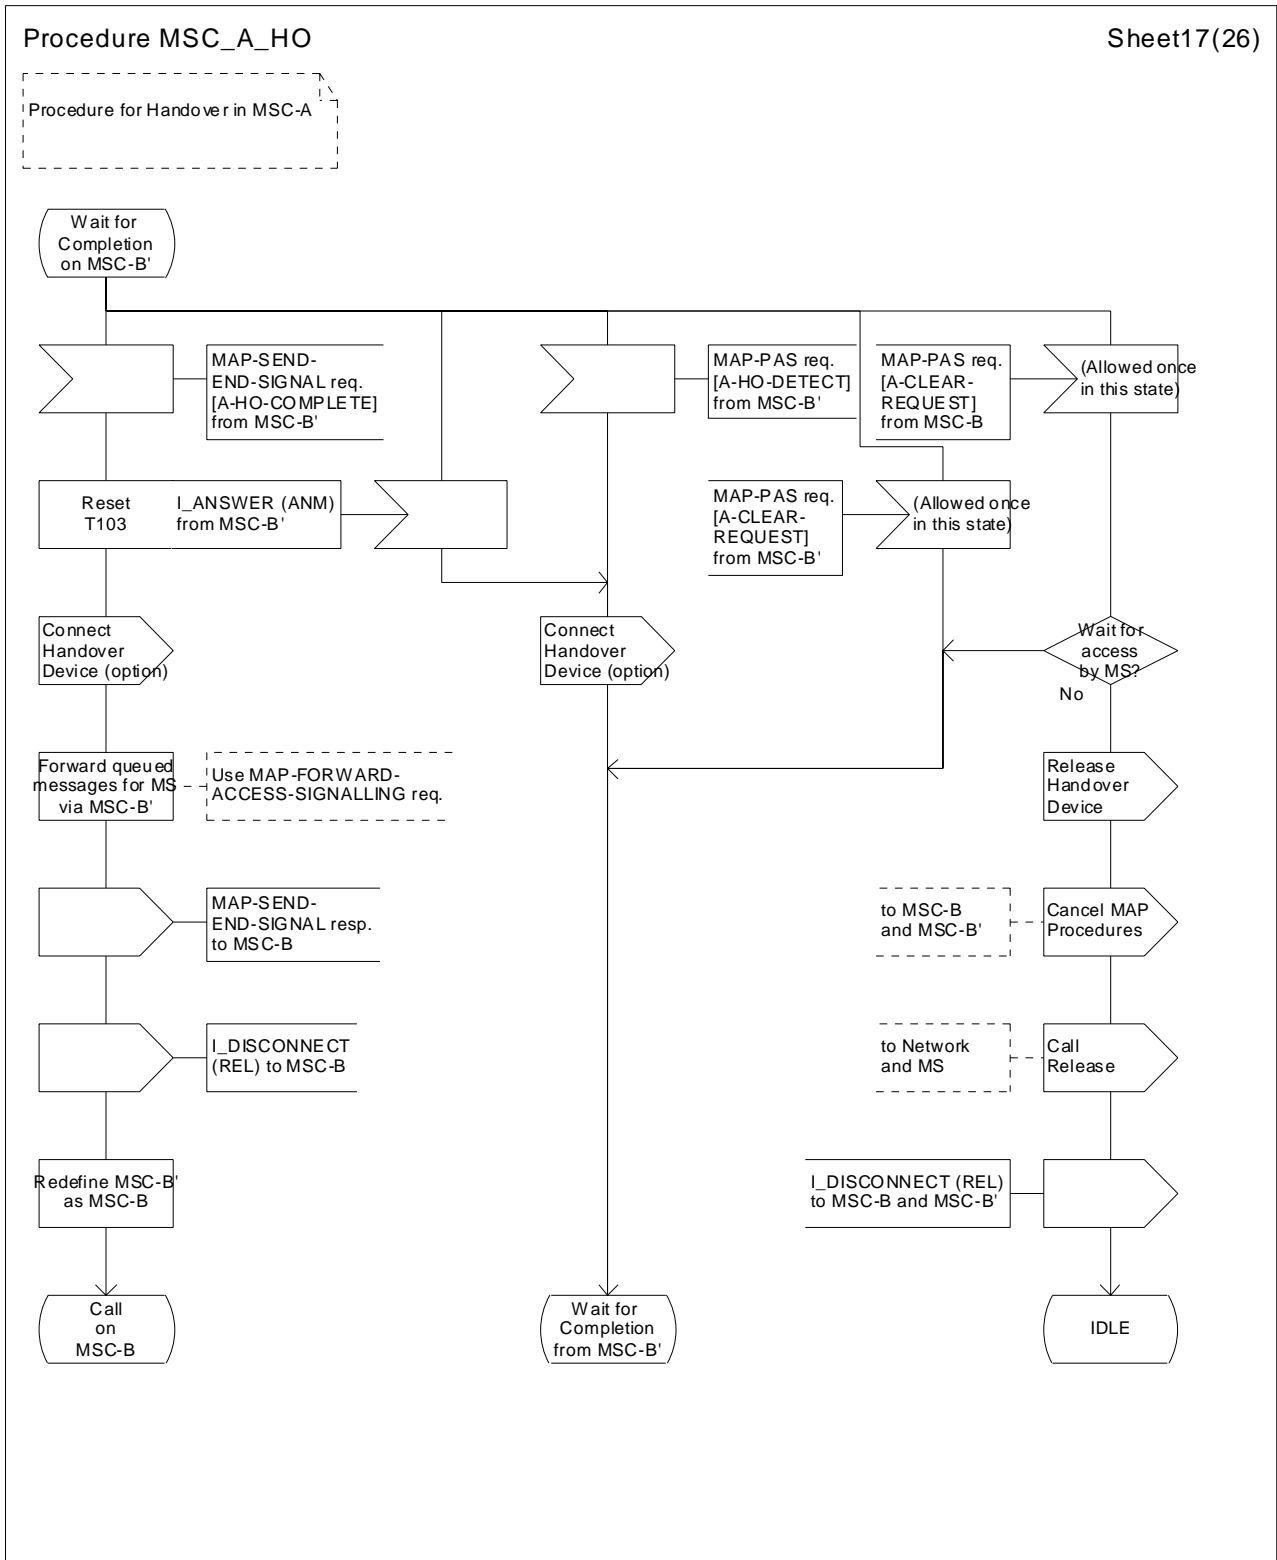 Procedure MSC_A_HO
Sheet17(26)
Procedure for Handover in MSC-A
Wait for
Completion
on MSC-B'
MAP-SEND-
END-SIGNAL req.
[A-HO-COMPLETE]
from MSC-B'
MAP-PAS req.
[A-HO-DETECT]
from MSC-B'
MAP-PAS req.
[A-CLEAR-
REQUEST]
from MSC-B
(Allowed once
in this state)
Reset
T103
I_ANSWER (ANM)
from MSC-B'
MAP-PAS req.
[A-CLEAR-
REQUEST]
from MSC-B'
(Allowed once
in this state)
Connect
Handover
Device (option)
Connect
Handover
Device (option)
Wait for
access
by MS?
No
Forward queued
messages for MS
via MSC-B'
Use MAP-FORWARD-
ACCESS-SIGNALLING req.
Release
Handover
Device
MAP-SEND-
END-SIGNAL resp.
to MSC-B
to MSC-B
and MSC-B'
Cancel MAP
Procedures
I_DISCONNECT
(REL) to MSC-B
to Network
and MS
Call
Release
Redefine MSC-B'
as MSC-B
I_DISCONNECT (REL)
to MSC-B and MSC-B'
Call
on
MSC-B
Wait for
Completion
from MSC-B'
IDLE